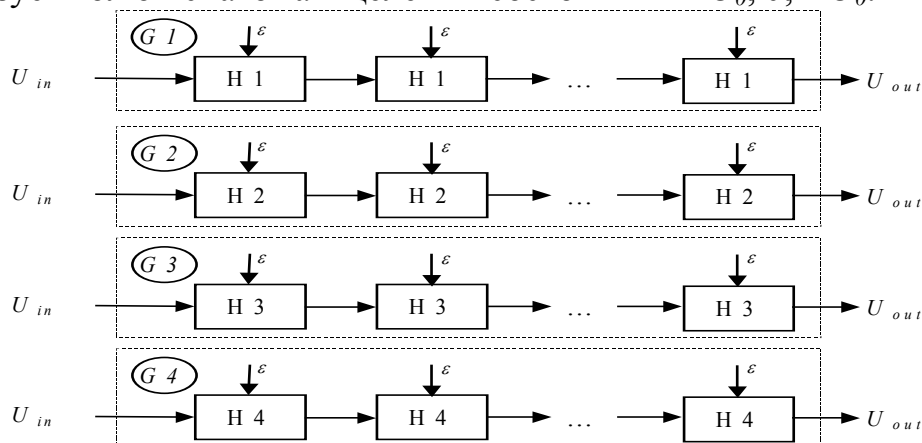 G 1
ε ε ε
U in H 1 H 1 ... H 1 U out
G 2
ε ε ε
U in H 2 H 2 ... H 2 U out
G 3
ε ε ε
U in H 3 H 3 ... H 3 U out
G 4
ε ε ε
U in H 4 H 4 ... H 4 U out